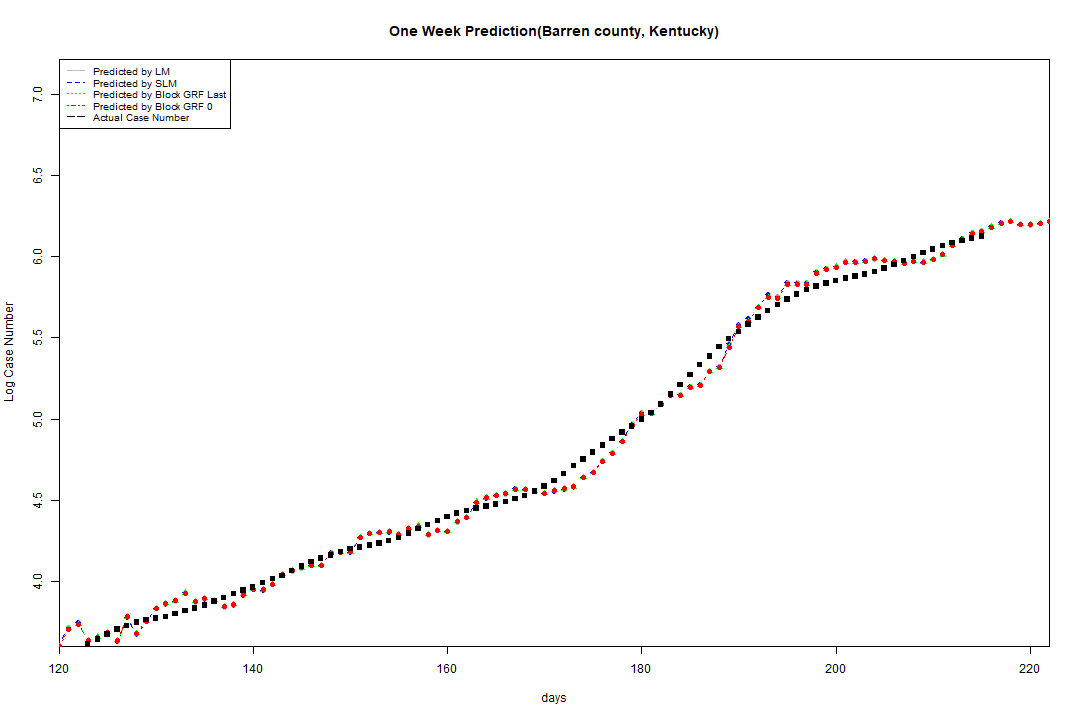 One Week Prediction(Barren county, Kentucky)
Predicted by LM
Predicted by SLM
Predicted by Block GRF Last
Predicted by Block GRF 0
Actual Case Number
7.0
6.5
6.0
5.5
5.0
4.5
4.0
Log Case Number
120 140 160 180 200 220
days